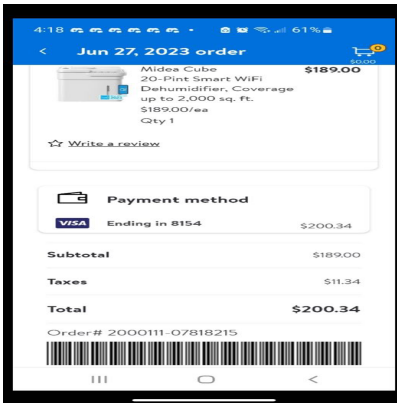 4:18 61%
< Jun 27, 2023 order 0
$0.00
Midea Cube $189.00
20-Pint Smart WiFi
Dehumidifier, Coverage
up to 2,000 sq. ft.
$189.00/ea
Qty 1
Write a review
Payment method
VISA Ending in 8154 $200.34
Subtotal $189.00
Taxes $11.34
Total $200.34
Order# 2000111-07818215